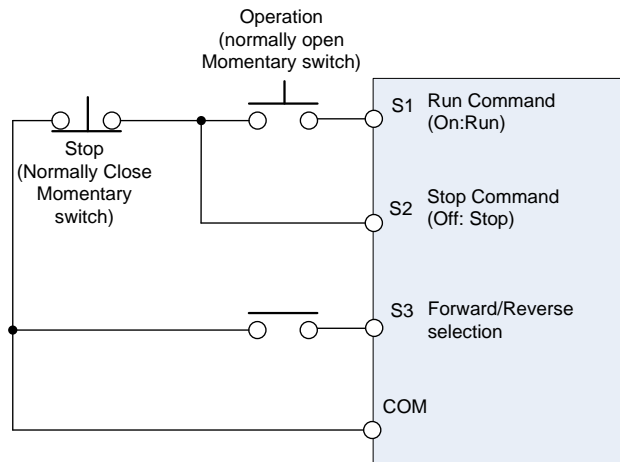 Operation
(normally open
Momentary switch)
S1 Run Command
(On:Run)
Stop
(Normally Close
Momentary
switch)
S2 Stop Command
(Off: Stop)
S3 Forward/Reverse
selection
COM